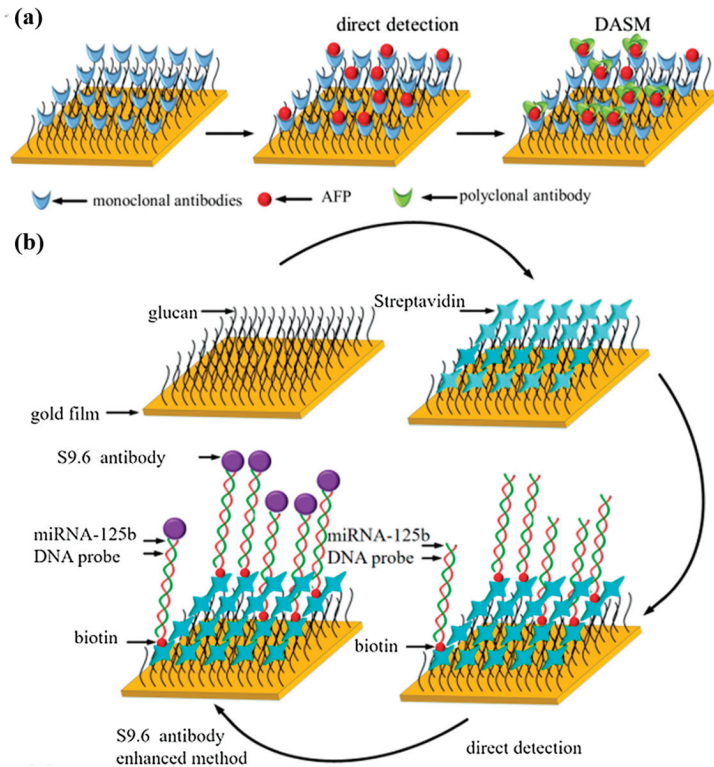 (a)
direct detection
DASM
monoclonal antibodies
AFP
polyclonal antibody
(b)
glucan
Streptavidin
gold film
S9.6 antibody
miRNA-125b
DNA probe
miRNA-125b
DNA probe
biotin
biotin
S9.6 antibody
enhanced method
direct detection